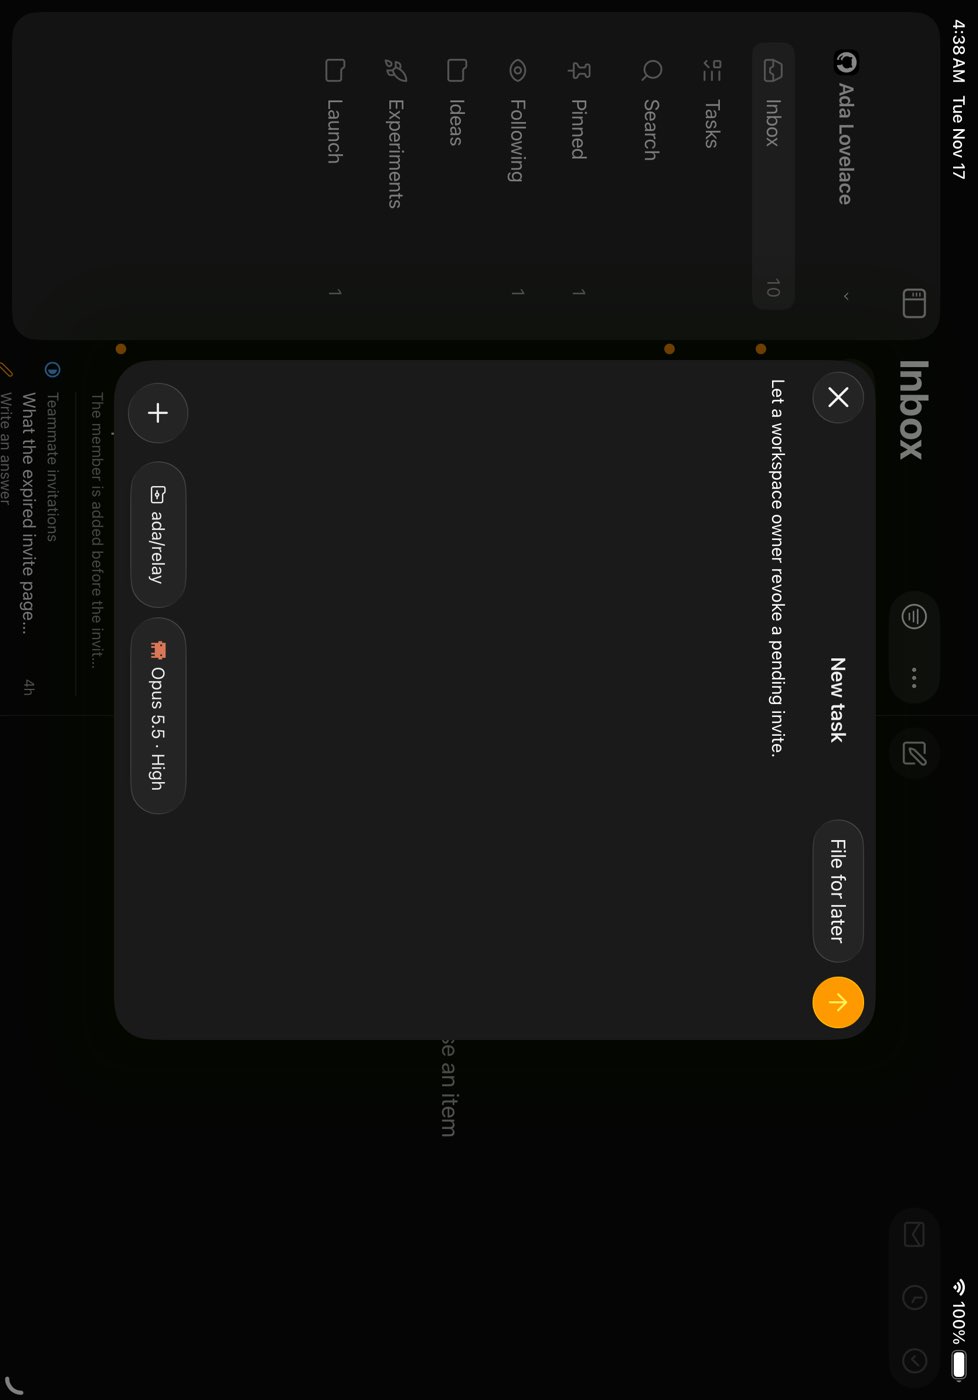 4:38 AM Tue Nov 17
100%
Inbox
Ada Lovelace
Inbox 10
Tasks
Search
Pinned 1
Following 1
Ideas
Experiments
Launch 1
New task
File for later
Let a workspace owner revoke a pending invite.
ada/relay
Opus 5.5 · High
an item
The member is added before the invit...
Teammate invitations
What the expired invite page... 4h
Write an answer